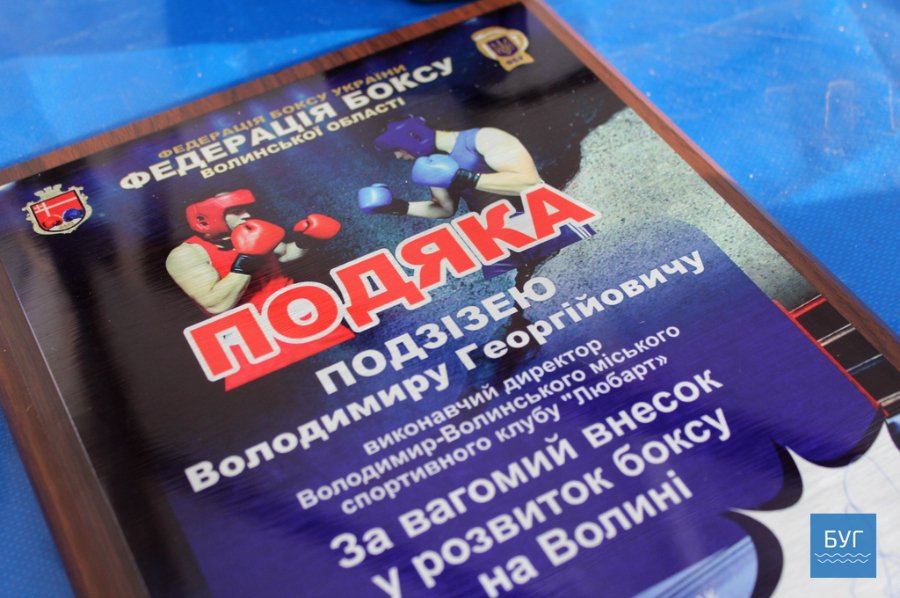 ФЕДЕРАЦІЯ БОКСУ УКРАЇНИ
ФЕДЕРАЦІЯ БОКСУ
ВОЛИНСЬКОЇ ОБЛАСТІ
ПОДЯКА
ПОДЗІЗЕЮ
Володимиру Георгійовичу
виконавчий директор
Володимир-Волинського міського
спортивного клубу "Любарт»
За вагомий внесок
у розвиток боксу
на Волині
БУГ